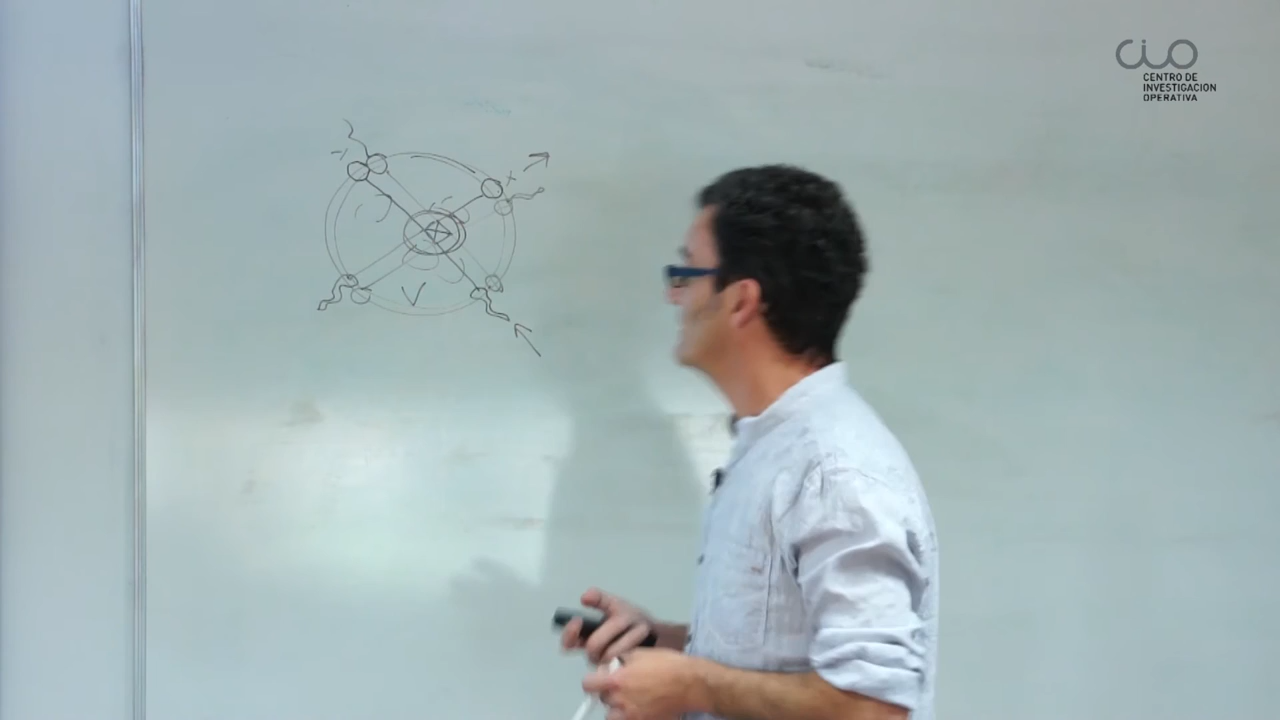 CIO
CENTRO DE
INVESTIGACION
OPERATIVA
V